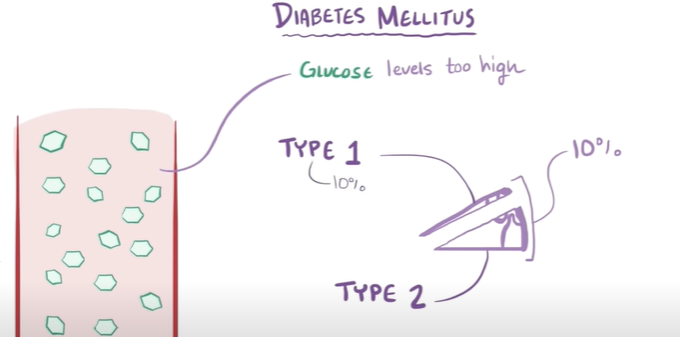 DIABETES MELLITUS
GLUCOSE levels too high
TYPE 1
10%
10%
TYPE 2